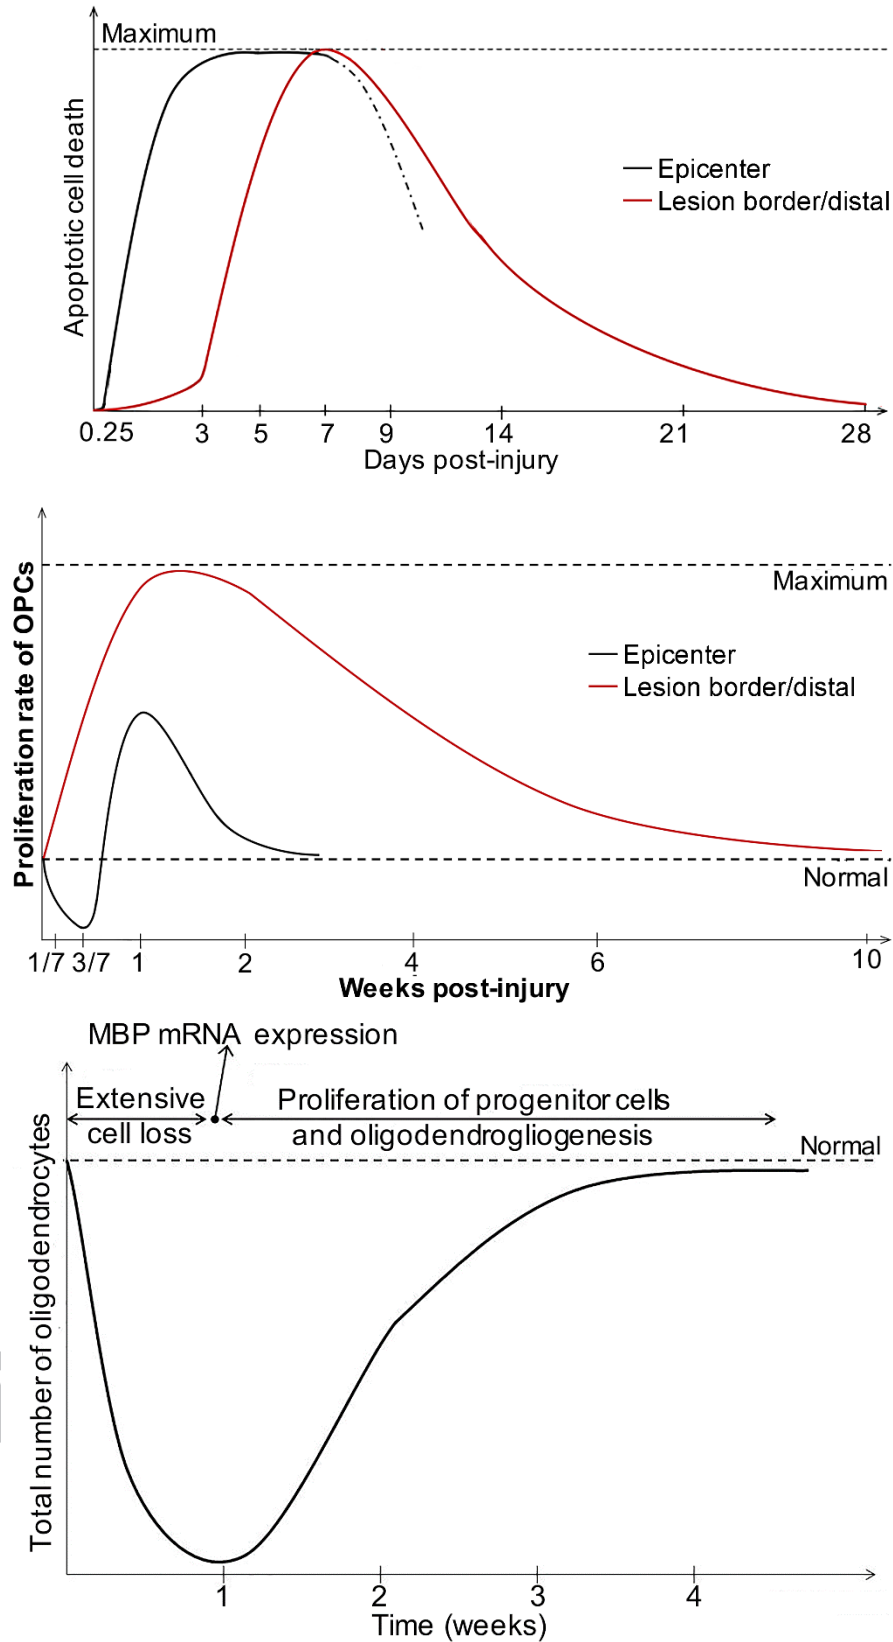 Maximum
Apoptotic cell death
Epicenter
Lesion border/distal
0.25 3 5 7 9 14 21 28
Days post-injury
Maximum
Proliferation rate of OPCs
Epicenter
Lesion border/distal
Normal
1/7 3/7 1 2 4 6 10
Weeks post-injury
MBP mRNA expression
Extensive
cell loss
Proliferation of progenitor cells
and oligodendrogliogenesis
Normal
Total number of oligodendrocytes
1 2 3 4
Time (weeks)